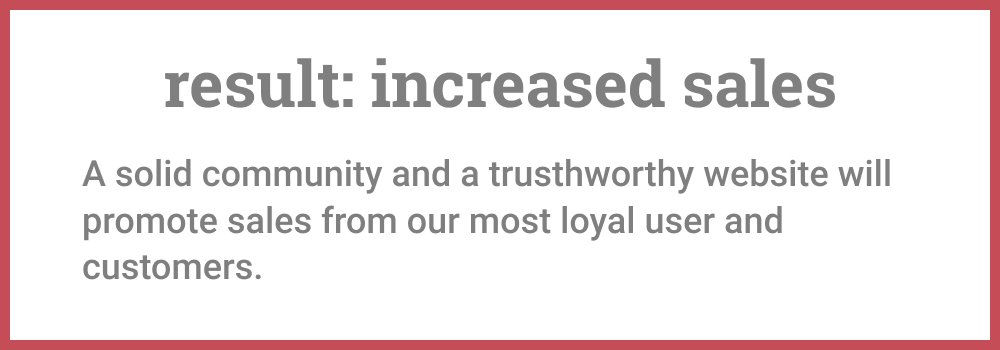 result: increased sales
A solid community and a trusthworthy website will
promote sales from our most loyal user and
customers.